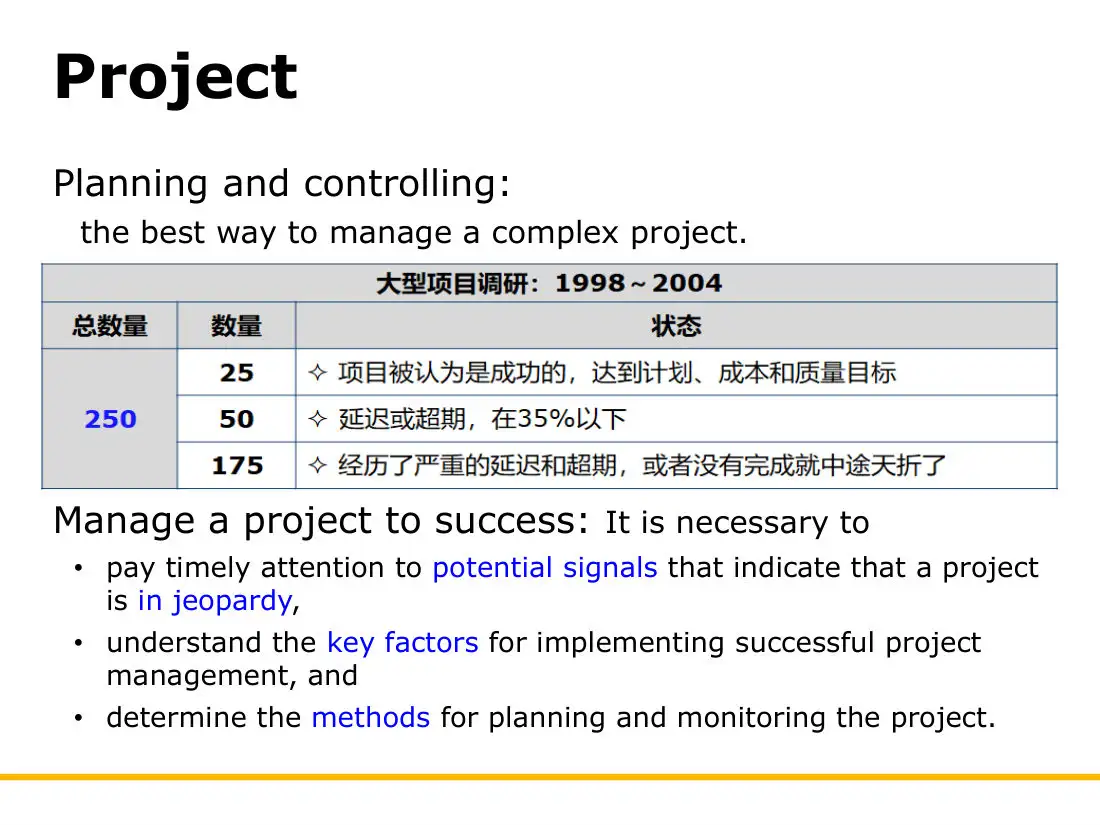 Project
Planning and controlling:
the best way to manage a complex project.
大型项目调研：1998～2004
总数量 数量 状态
25 ✧ 项目被认为是成功的，达到计划、成本和质量目标
250 50 ✧ 延迟或超期，在35%以下
175 ✧ 经历了严重的延迟和超期，或者没有完成就中途天折了
Manage a project to success: It is necessary to
• pay timely attention to potential signals that indicate that a project
is in jeopardy,
• understand the key factors for implementing successful project
management, and
• determine the methods for planning and monitoring the project.